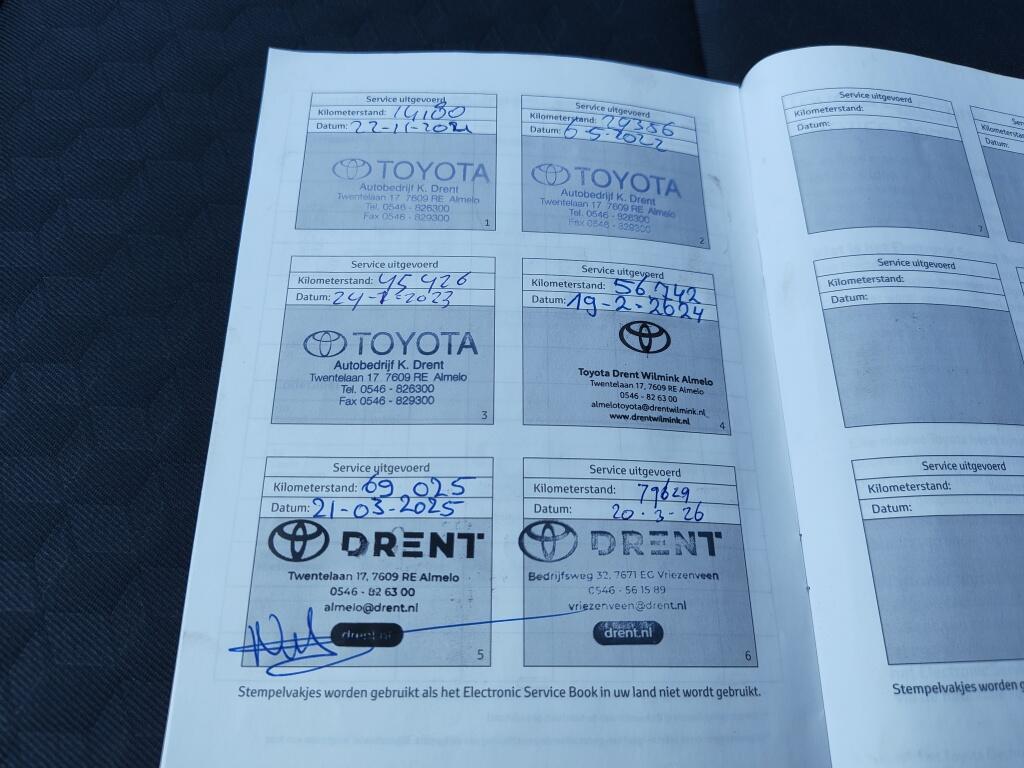 Service uitgevoerd
Kilometerstand: 14180
Datum: 22-11-2021
TOYOTA
Autobedrijf K. Drent
Twentelaan 17, 7609 RE Almelo
Tel. 0546 - 826300
Fax 0546 - 829300
1
Service uitgevoerd
Kilometerstand: 29386
Datum: 6-5-2022
TOYOTA
Autobedrijf K. Drent
Twentelaan 17, 7609 RE Almelo
Tel. 0546 - 826300
Fax 0546 - 829300
2
Service uitgevoerd
Kilometerstand: 45426
Datum: 24-1-2023
TOYOTA
Autobedrijf K. Drent
Twentelaan 17, 7609 RE Almelo
Tel. 0546 - 826300
Fax 0546 - 829300
3
Service uitgevoerd
Kilometerstand: 56742
Datum: 19-2-2024
Toyota Drent Wilmink Almelo
Twentelaan 17, 7609 RE Almelo
0546 - 82 63 00
almelotoyota@drentwilmink.nl
www.drentwilmink.nl
4
Service uitgevoerd
Kilometerstand: 69 025
Datum: 21-03-2025
DRENT
Twentelaan 17, 7609 RE Almelo
0546 - 82 63 00
almelo@drent.nl
drent.nl
5
Service uitgevoerd
Kilometerstand: 79629
Datum: 20-3-26
DRENT
Bedrijfsweg 32, 7671 EG Vriezenveen
0546 - 56 15 89
vriezenveen@drent.nl
drent.nl
6
Stempelvakjes worden gebruikt als het Electronic Service Book in uw land niet wordt gebruikt.
Service uitgevoerd
Kilometerstand:
Datum:
7
Service uitgevoerd
Kilometerstand:
Datum:
Service uitgevoerd
Kilometerstand:
Datum:
Stempelvakjes worden